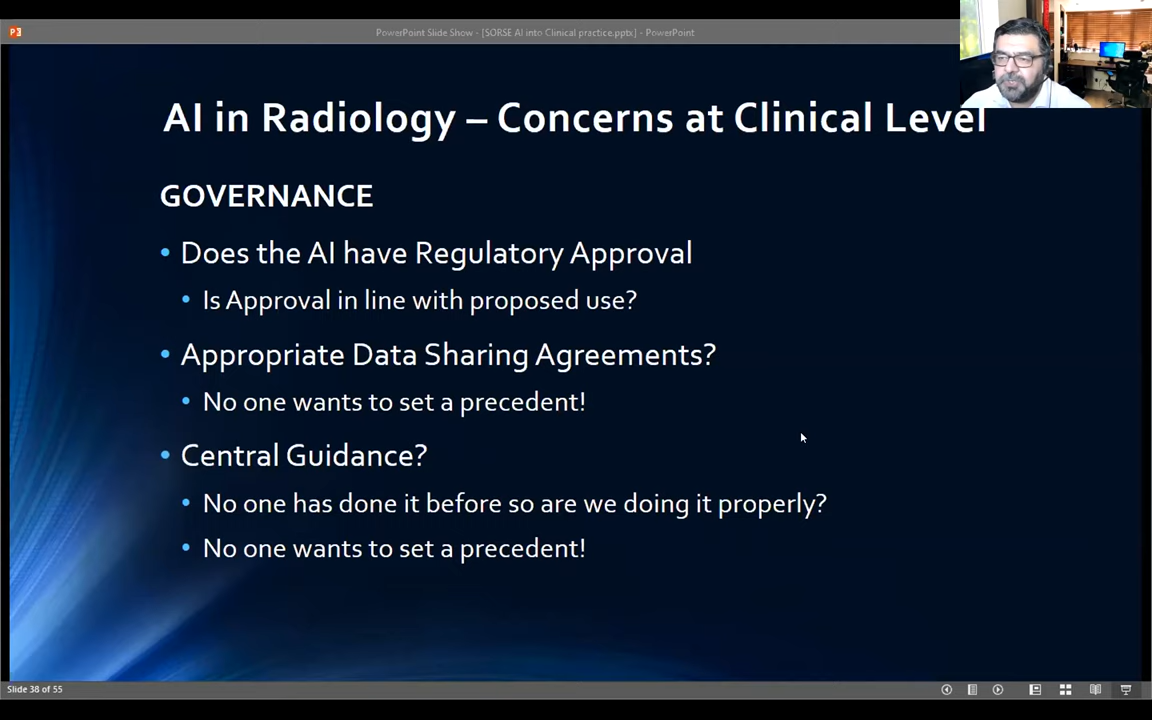 PowerPoint Slide Show - [SORSE AI into Clinical practice.pptx] - PowerPoint
AI in Radiology – Concerns at Clinical Level
GOVERNANCE
• Does the AI have Regulatory Approval
• Is Approval in line with proposed use?
• Appropriate Data Sharing Agreements?
• No one wants to set a precedent!
• Central Guidance?
• No one has done it before so are we doing it properly?
• No one wants to set a precedent!
Slide 38 of 55